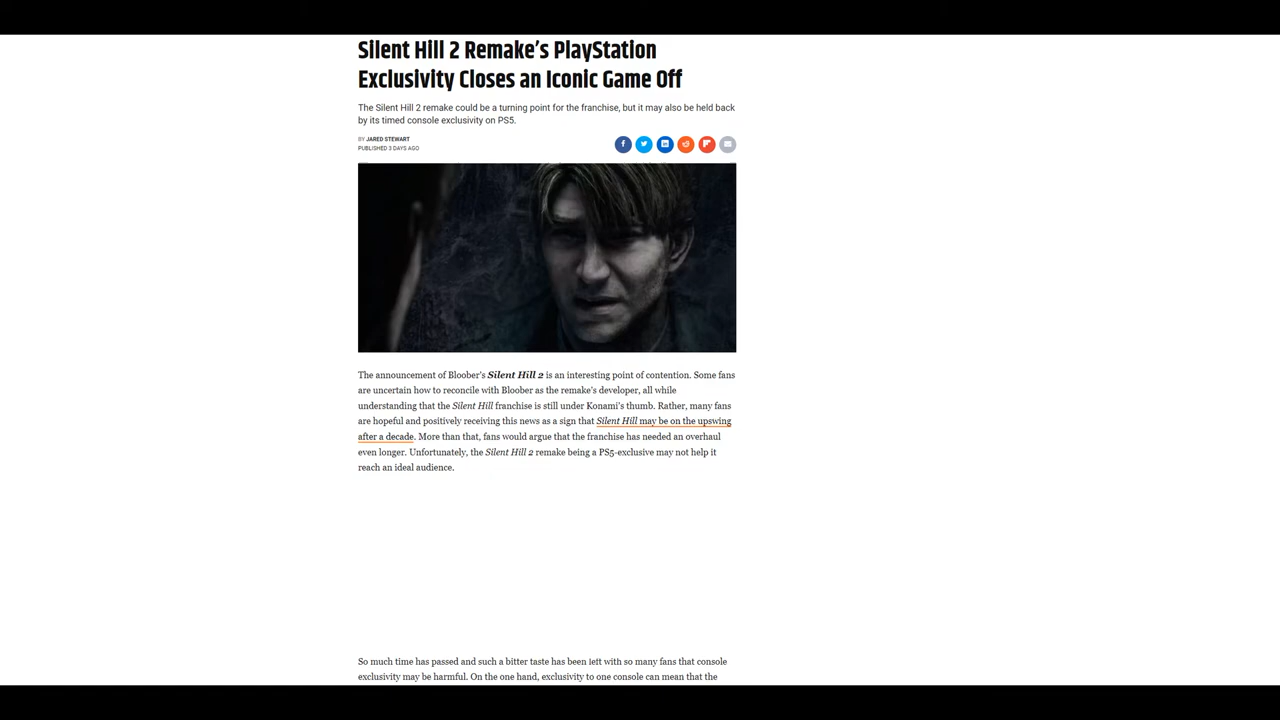 Silent Hill 2 Remake's PlayStation
Exclusivity Closes an Iconic Game Off
The Silent Hill 2 remake could be a turning point for the franchise, but it may also be held back
by its timed console exclusivity on PS5.
BY JARED STEWART
PUBLISHED 3 DAYS AGO
The announcement of Bloober's Silent Hill 2 is an interesting point of contention. Some fans
are uncertain how to reconcile with Bloober as the remake's developer, all while
understanding that the Silent Hill franchise is still under Konami's thumb. Rather, many fans
are hopeful and positively receiving this news as a sign that Silent Hill may be on the upswing
after a decade. More than that, fans would argue that the franchise has needed an overhaul
even longer. Unfortunately, the Silent Hill 2 remake being a PS5-exclusive may not help it
reach an ideal audience.
So much time has passed and such a bitter taste has been left with so many fans that console
exclusivity may be harmful. On the one hand, exclusivity to one console can mean that the